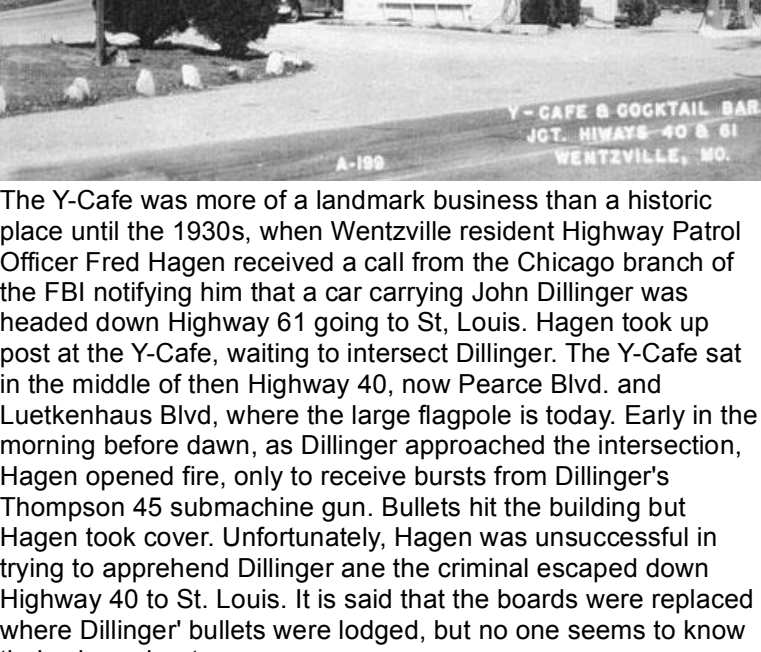 Y-CAFE & COCKTAIL BAR
JCT. HIWAYS 40 & 61
WENTZVILLE, MO.
A-199
The Y-Cafe was more of a landmark business than a historic
place until the 1930s, when Wentzville resident Highway Patrol
Officer Fred Hagen received a call from the Chicago branch of
the FBI notifying him that a car carrying John Dillinger was
headed down Highway 61 going to St, Louis. Hagen took up
post at the Y-Cafe, waiting to intersect Dillinger. The Y-Cafe sat
in the middle of then Highway 40, now Pearce Blvd. and
Luetkenhaus Blvd, where the large flagpole is today. Early in the
morning before dawn, as Dillinger approached the intersection,
Hagen opened fire, only to receive bursts from Dillinger's
Thompson 45 submachine gun. Bullets hit the building but
Hagen took cover. Unfortunately, Hagen was unsuccessful in
trying to apprehend Dillinger ane the criminal escaped down
Highway 40 to St. Louis. It is said that the boards were replaced
where Dillinger' bullets were lodged, but no one seems to know